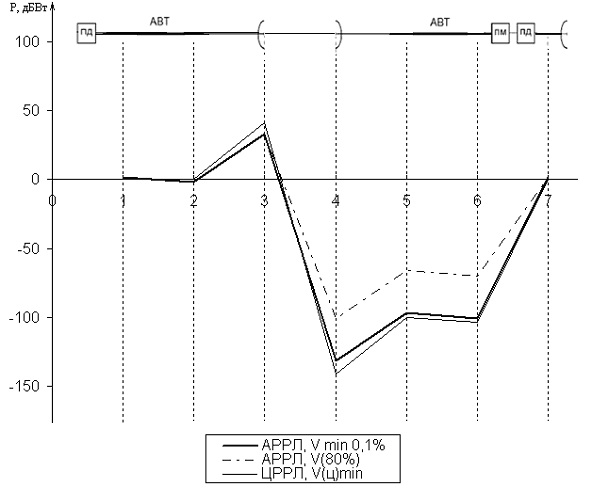 Р, дБВт
ПД АВТ АВТ ПМ ПД
100
50
0
0 1 2 3 4 5 6 7
-50
-100
-150
АРРЛ, V min 0,1%
АРРЛ, V(80%)
ЦРРЛ, V(ц)min